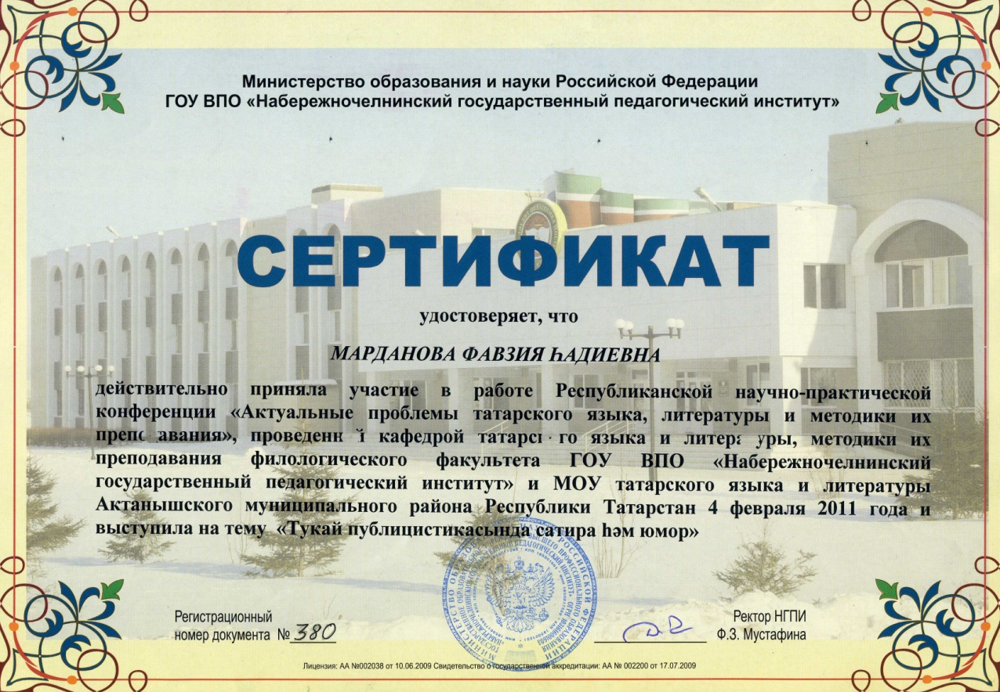 Министерство образования и науки Российской Федерации
ГОУ ВПО «Набережночелнинский государственный педагогический институт»
СЕРТИФИКАТ
удостоверяет, что
МАРДАНОВА ФАВЗИЯ ҺАДИЕВНА
действительно приняла участие в работе Республиканской научно-практической
конференции «Актуальные проблемы татарского языка, литературы и методики их
преподавания», проведенной кафедрой татарского языка и литературы, методики их
преподавания филологического факультета ГОУ ВПО «Набережночелнинский
государственный педагогический институт» и МОУ татарского языка и литературы
Актанышского муниципального района Республики Татарстан 4 февраля 2011 года и
выступила на тему «Тукай публицистикасында сатира һәм юмор»
Регистрационный
номер документа № 380
Ректор НГПИ
Ф.З. Мустафина
Лицензия: АА №002038 от 10.06.2009 Свидетельство о государственной аккредитации: АА № 002200 от 17.07.2009